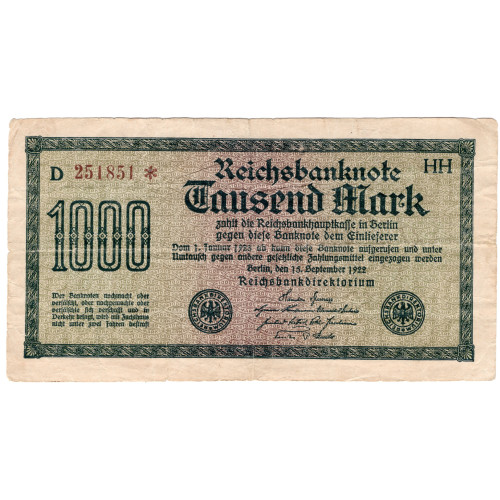 D 251851 *
HH
Reichsbanknote
Tausend Mark
1000
zahlt die Reichsbankhauptkasse in Berlin
gegen diese Banknote dem Einlieferer
Vom 1. Januar 1923 ab kann diese Banknote aufgerufen und unter
Umtausch gegen andere gesetzliche Zahlungsmittel eingezogen werden
Berlin, den 15. September 1922
Reichsbankdirektorium
Wer Banknoten nachmacht oder
verfälscht, oder nachgemachte oder
verfälschte sich verschafft und in
Verkehr bringt, wird mit Zuchthaus
nicht unter zwei Jahren bestraft